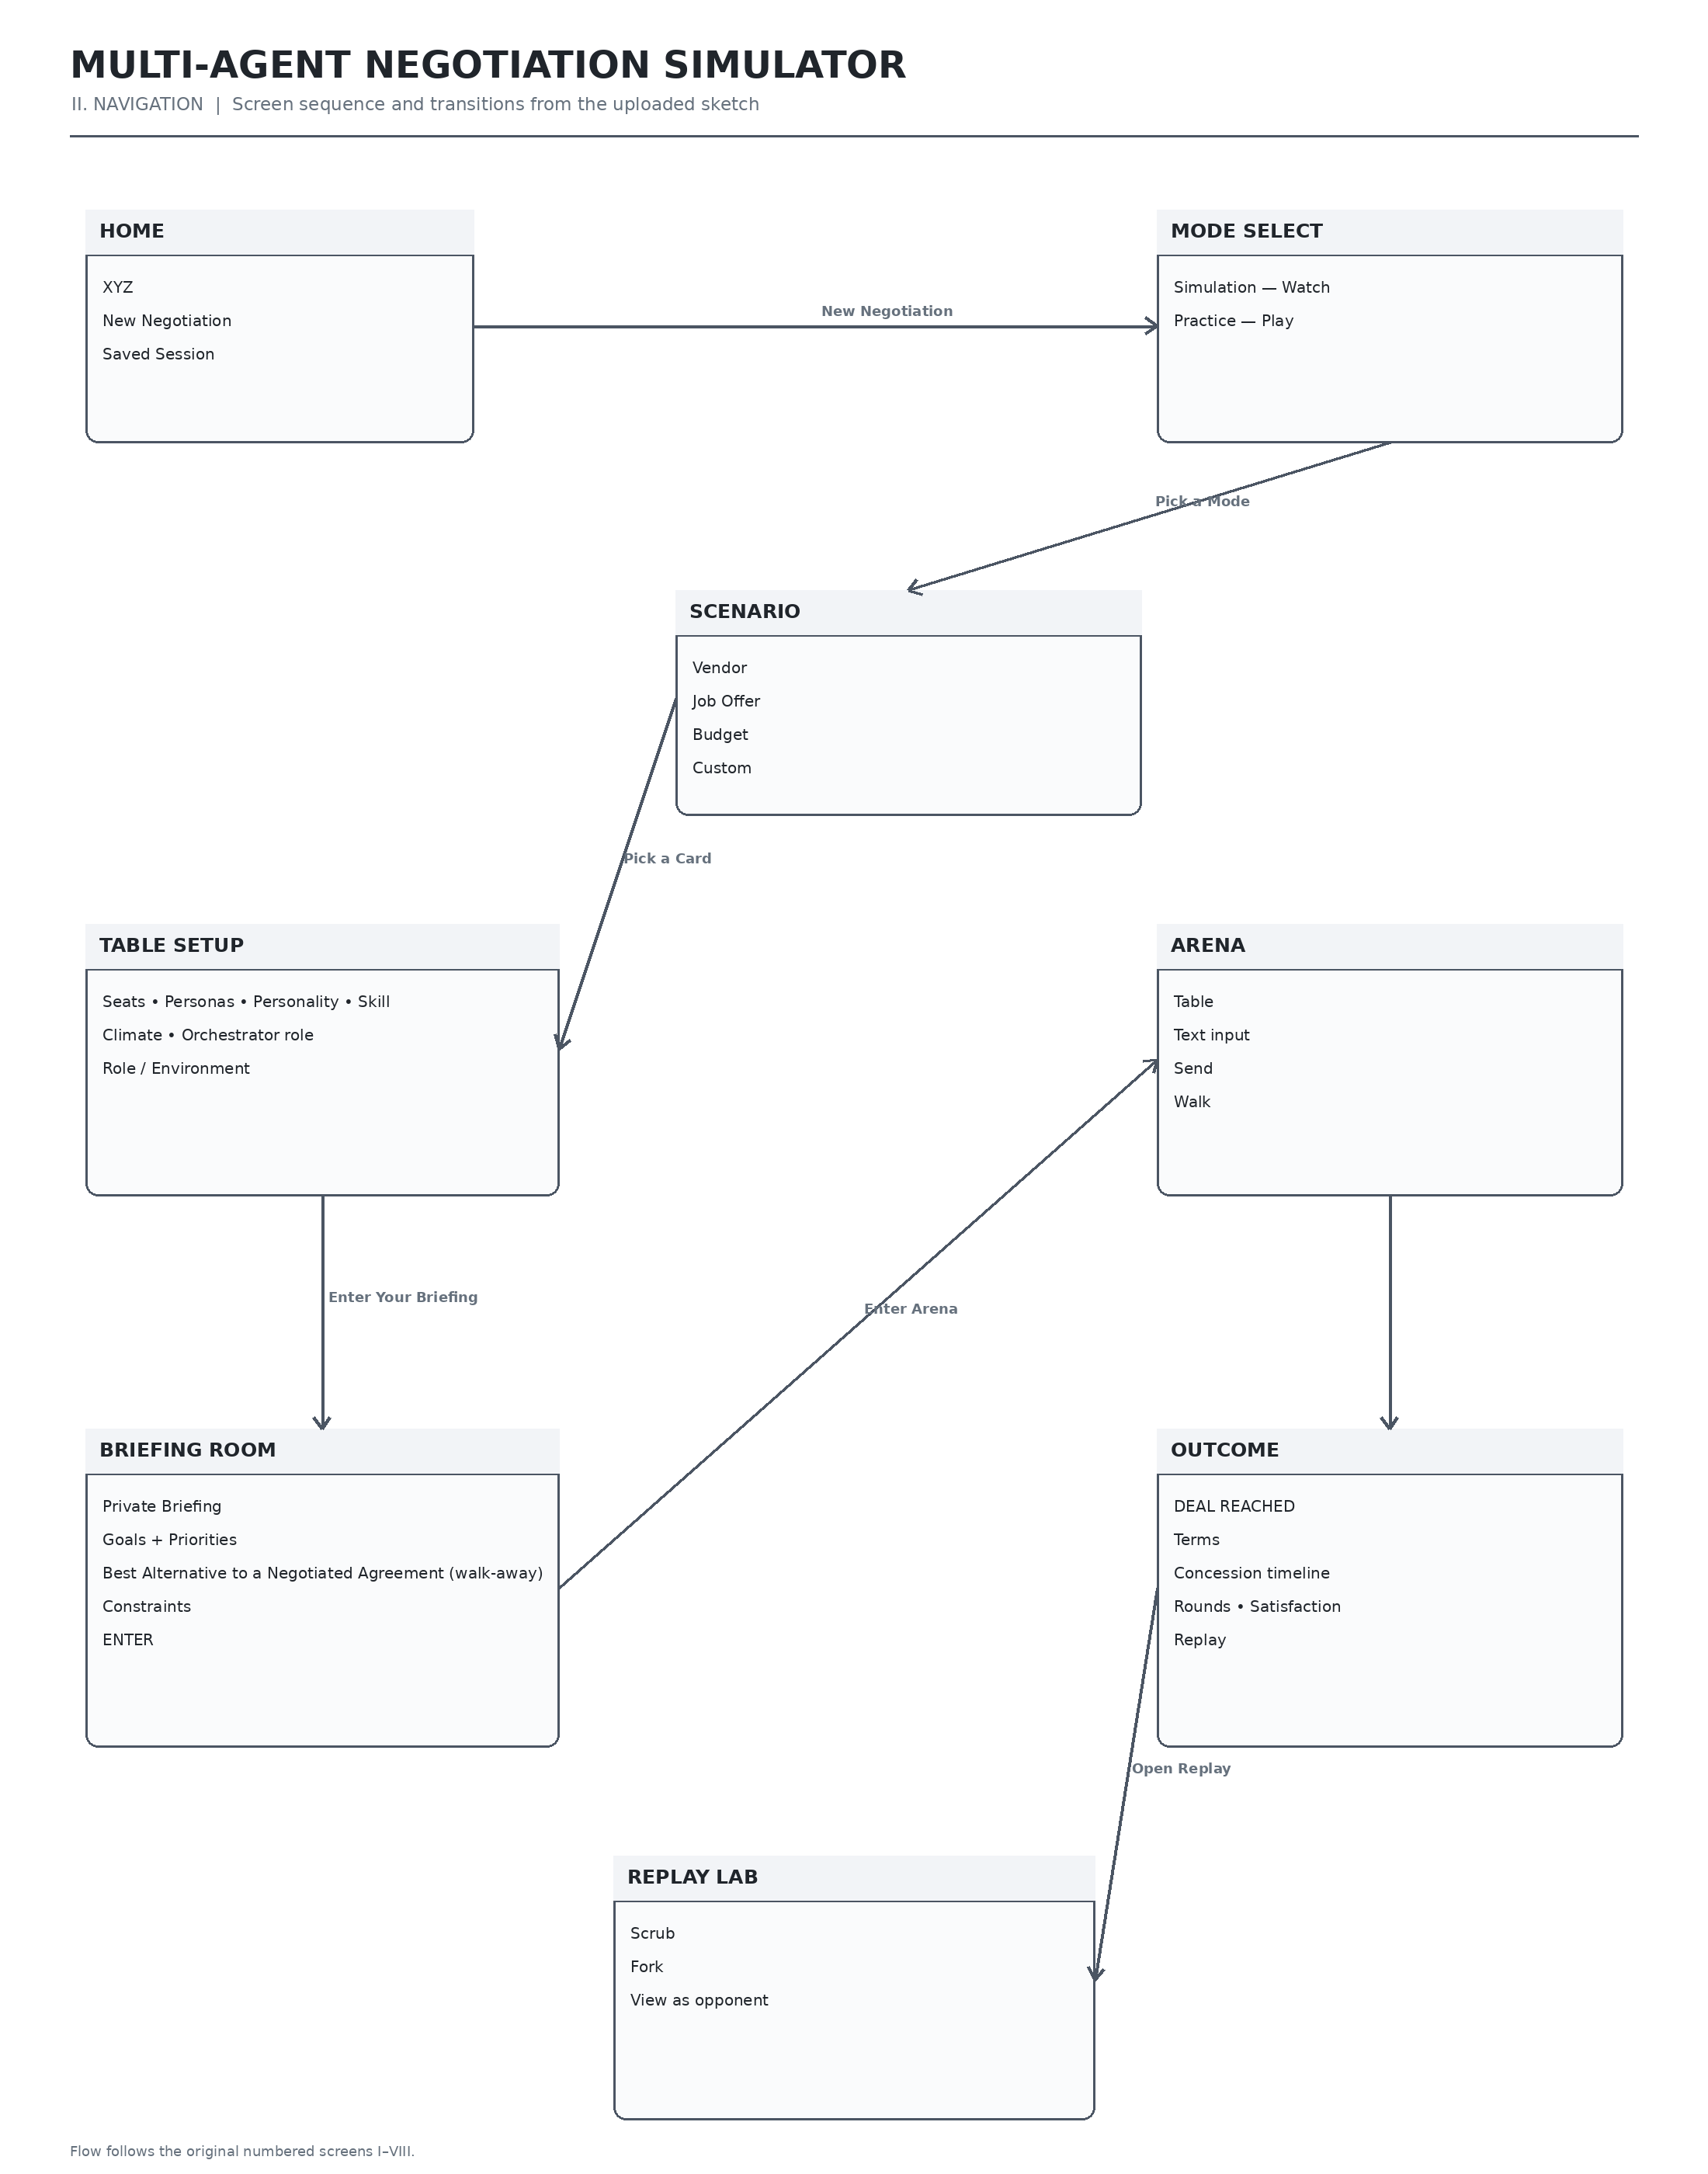 MULTI-AGENT NEGOTIATION SIMULATOR
II. NAVIGATION | Screen sequence and transitions from the uploaded sketch
HOME
XYZ
New Negotiation
Saved Session
New Negotiation
MODE SELECT
Simulation — Watch
Practice — Play
Pick a Mode
SCENARIO
Vendor
Job Offer
Budget
Custom
Pick a Card
TABLE SETUP
Seats • Personas • Personality • Skill
Climate • Orchestrator role
Role / Environment
Enter Your Briefing
BRIEFING ROOM
Private Briefing
Goals + Priorities
Best Alternative to a Negotiated Agreement (walk-away)
Constraints
ENTER
Enter Arena
ARENA
Table
Text input
Send
Walk
OUTCOME
DEAL REACHED
Terms
Concession timeline
Rounds • Satisfaction
Replay
Open Replay
REPLAY LAB
Scrub
Fork
View as opponent
Flow follows the original numbered screens I–VIII.